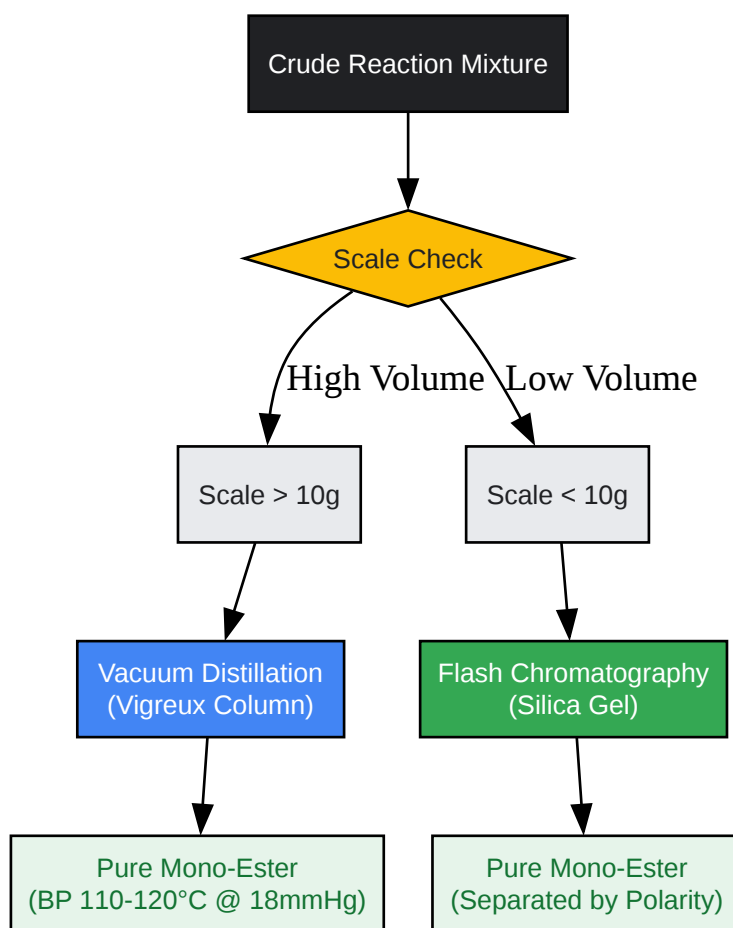 Crude Reaction Mixture
Scale Check
High Volume
Low Volume
Scale > 10g
Scale < 10g
Vacuum Distillation
(Vigreux Column)
Flash Chromatography
(Silica Gel)
Pure Mono-Ester
(BP 110-120°C @ 18mmHg)
Pure Mono-Ester
(Separated by Polarity)